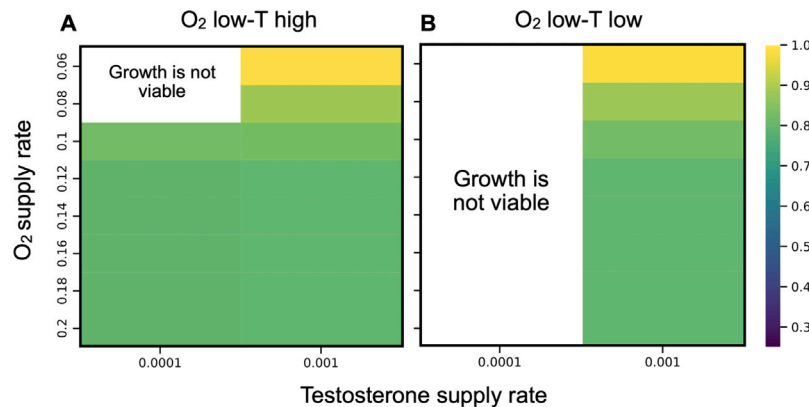 A O₂ low-T high
B O₂ low-T low
Growth is not
viable
Growth is
not viable
O₂ supply rate
0.06
0.08
0.1
0.12
0.14
0.16
0.18
0.2
0.0001
0.001
0.0001
0.001
Testosterone supply rate
1.0
0.9
0.8
0.7
0.6
0.5
0.4
0.3